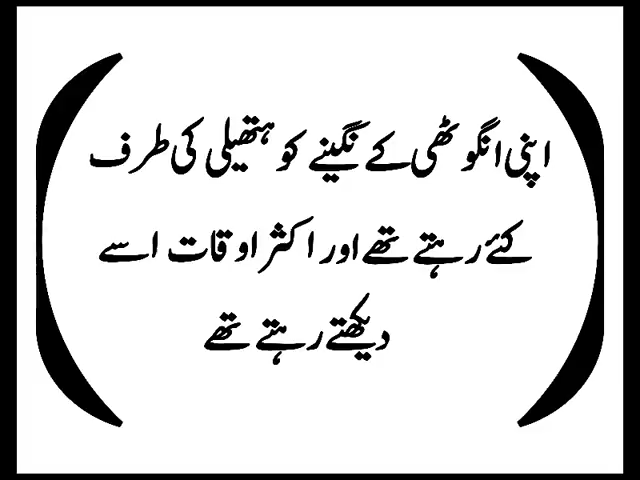 اپنی انگوٹھی کے نگینے کو ہتھیلی کی طرف
کئے رہتے تھے اور اکثر اوقات اسے
دیکھتے رہتے تھے